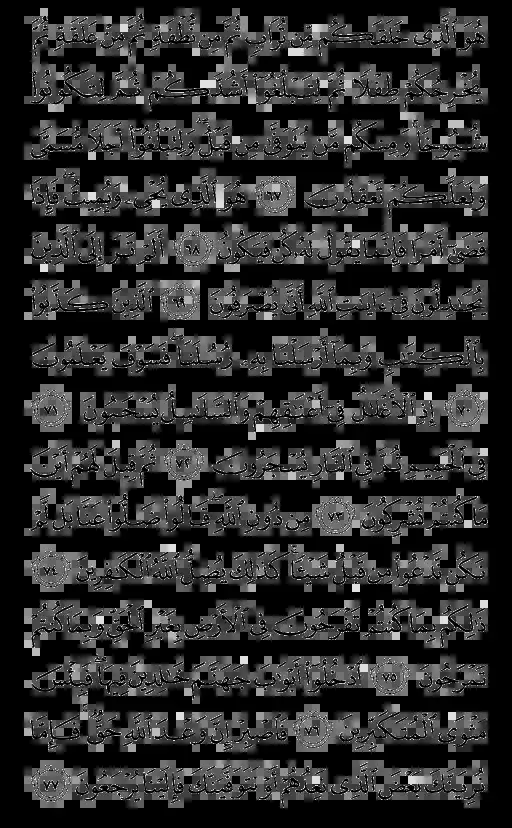 هُوَ ٱلَّذِى خَلَقَكُم مِّن تُرَابٍ ثُمَّ مِن نُّطْفَةٍ ثُمَّ مِنْ عَلَقَةٍ ثُمَّ
يُخْرِجُكُمْ طِفْلًا ثُمَّ لِتَبْلُغُوٓا۟ أَشُدَّكُمْ ثُمَّ لِتَكُونُوا۟
شُيُوخًا ۚ وَمِنكُم مَّن يُتَوَفَّىٰ مِن قَبْلُ ۖ وَلِتَبْلُغُوٓا۟ أَجَلًا مُّسَمًّى
وَلَعَلَّكُمْ تَعْقِلُونَ ٦٧ هُوَ ٱلَّذِى يُحْىِۦ وَيُمِيتُ ۖ فَإِذَا
قَضَىٰٓ أَمْرًا فَإِنَّمَا يَقُولُ لَهُۥ كُن فَيَكُونُ ٦٨ أَلَمْ تَرَ إِلَى ٱلَّذِينَ
يُجَـٰدِلُونَ فِىٓ ءَايَـٰتِ ٱللَّهِ أَنَّىٰ يُصْرَفُونَ ٦٩ ٱلَّذِينَ كَذَّبُوا۟
بِٱلْكِتَـٰبِ وَبِمَآ أَرْسَلْنَا بِهِۦ رُسُلَنَا ۖ فَسَوْفَ يَعْلَمُونَ
٧٠ إِذِ ٱلْأَغْلَـٰلُ فِىٓ أَعْنَـٰقِهِمْ وَٱلسَّلَـٰسِلُ يُسْحَبُونَ ٧١
فِى ٱلْحَمِيمِ ثُمَّ فِى ٱلنَّارِ يُسْجَرُونَ ٧٢ ثُمَّ قِيلَ لَهُمْ أَيْنَ
مَا كُنتُمْ تُشْرِكُونَ ٧٣ مِن دُونِ ٱللَّهِ ۖ قَالُوا۟ ضَلُّوا۟ عَنَّا بَل لَّمْ
نَكُن نَّدْعُوا۟ مِن قَبْلُ شَيْـًٔا ۚ كَذَٰلِكَ يُضِلُّ ٱللَّهُ ٱلْكَـٰفِرِينَ ٧٤
ذَٰلِكُم بِمَا كُنتُمْ تَفْرَحُونَ فِى ٱلْأَرْضِ بِغَيْرِ ٱلْحَقِّ وَبِمَا كُنتُمْ
تَمْرَحُونَ ٧٥ ٱدْخُلُوٓا۟ أَبْوَٰبَ جَهَنَّمَ خَـٰلِدِينَ فِيهَا ۖ فَبِئْسَ
مَثْوَى ٱلْمُتَكَبِّرِينَ ٧٦ فَٱصْبِرْ إِنَّ وَعْدَ ٱللَّهِ حَقٌّ ۚ فَإِمَّا
نُرِيَنَّكَ بَعْضَ ٱلَّذِى نَعِدُهُمْ أَوْ نَتَوَفَّيَنَّكَ فَإِلَيْنَا يُرْجَعُونَ ٧٧